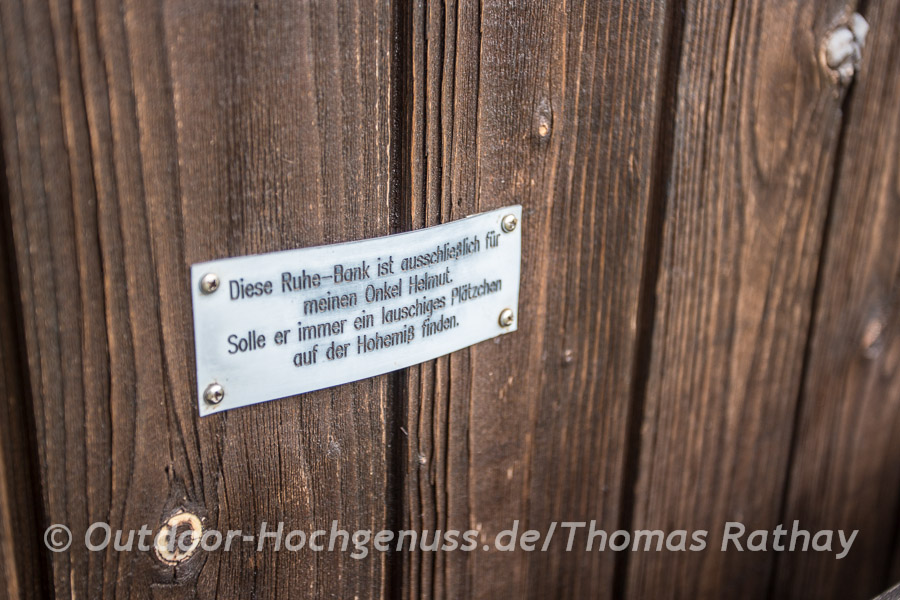 Diese Ruhe-Bank ist ausschließlich für
meinen Onkel Helmut.
Solle er immer ein lauschiges Plätzchen
auf der Hohemiß finden.
© Outdoor-Hochgenuss.de/Thomas Rathay